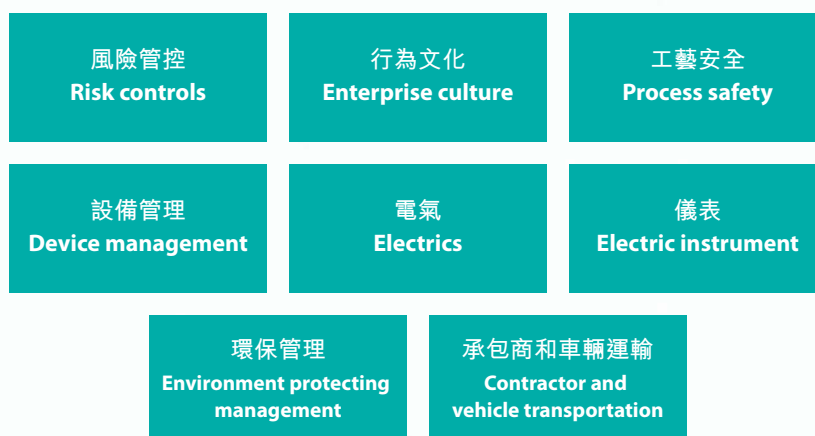 風險管控
Risk controls
行為文化
Enterprise culture
工藝安全
Process safety
設備管理
Device management
電氣
Electrics
儀表
Electric instrument
環保管理
Environment protecting
management
承包商和車輛運輸
Contractor and
vehicle transportation